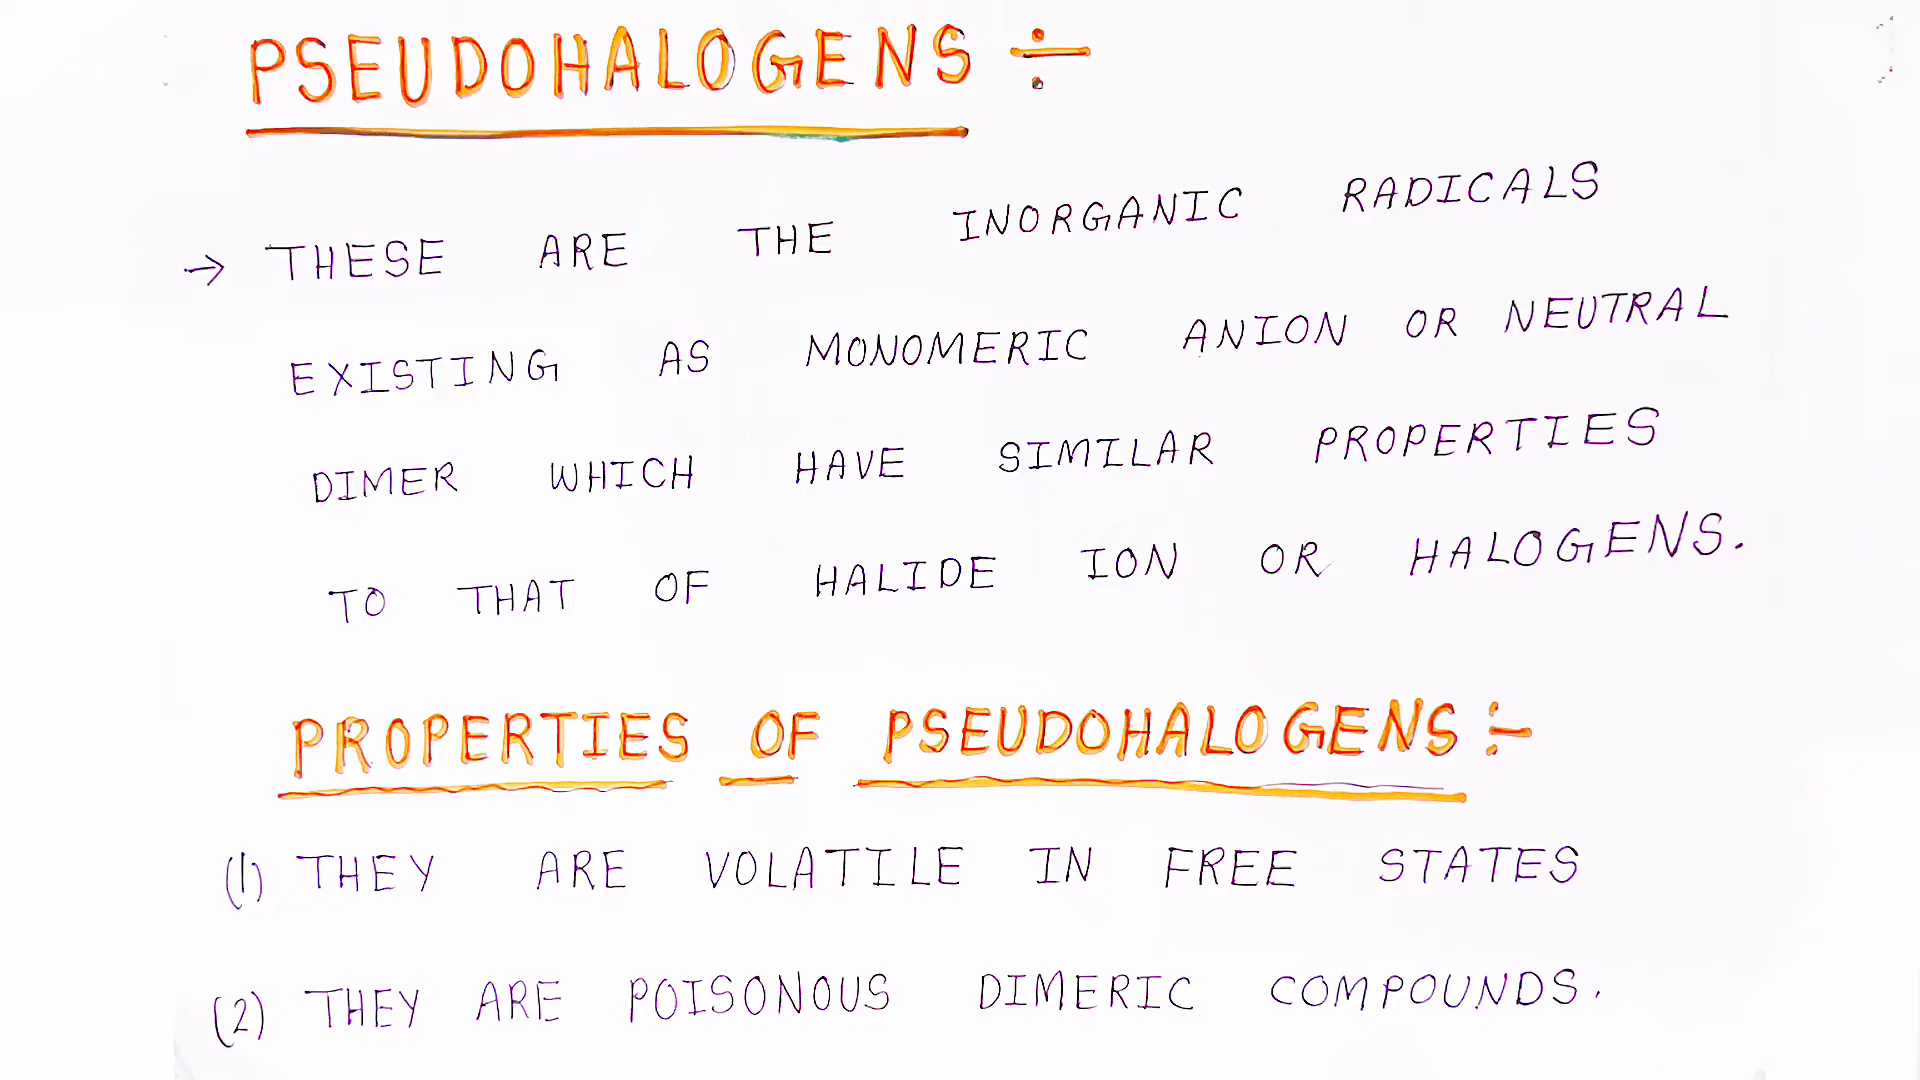 PSEUDOHALOGENS ÷
→ THESE ARE THE INORGANIC RADICALS
EXISTING AS MONOMERIC ANION OR NEUTRAL
DIMER WHICH HAVE SIMILAR PROPERTIES
TO THAT OF HALIDE ION OR HALOGENS.
PROPERTIES OF PSEUDOHALOGENS :-
(1) THEY ARE VOLATILE IN FREE STATES
(2) THEY ARE POISONOUS DIMERIC COMPOUNDS.